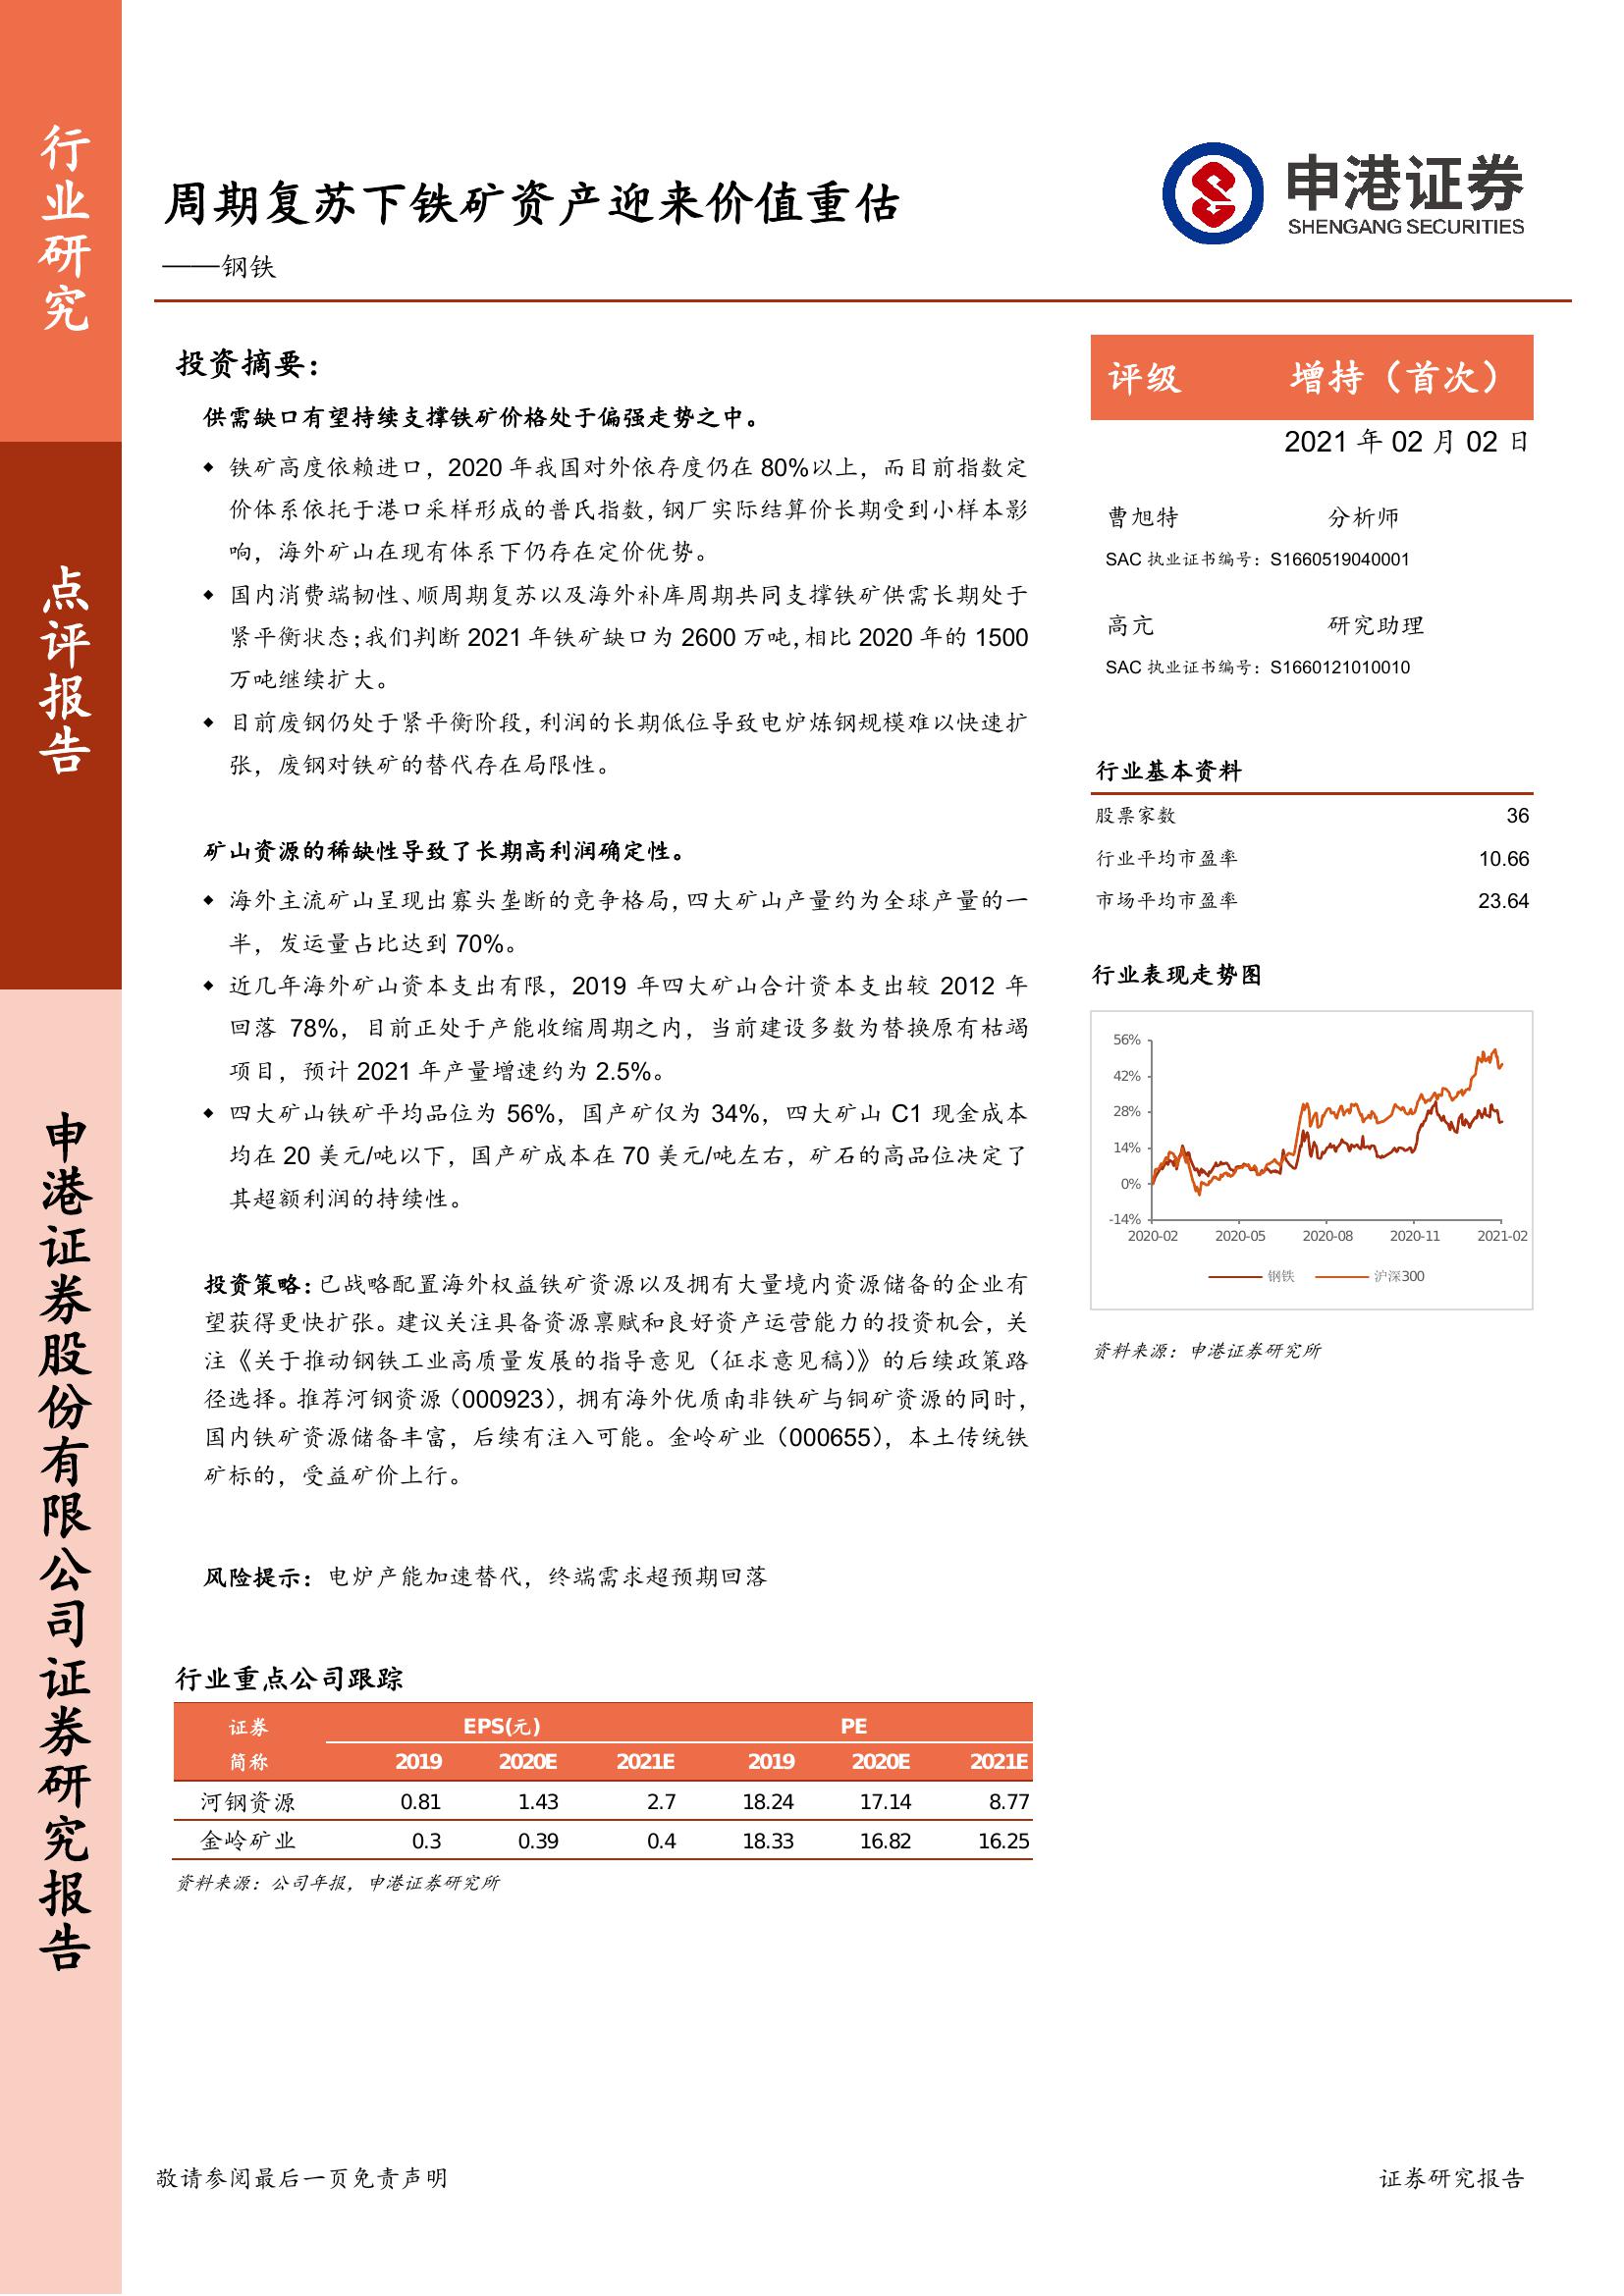 行业研究
点评报告
申港证券股份有限公司证券研究报告
周期复苏下铁矿资产迎来价值重估
——钢铁
申港证券
SHENGANG SECURITIES
投资摘要：
供需缺口有望持续支撑铁矿价格处于偏强走势之中。
◆ 铁矿高度依赖进口，2020 年我国对外依存度仍在 80%以上，而目前指数定
价体系依托于港口采样形成的普氏指数，钢厂实际结算价长期受到小样本影
响，海外矿山在现有体系下仍存在定价优势。
◆ 国内消费端韧性、顺周期复苏以及海外补库周期共同支撑铁矿供需长期处于
紧平衡状态；我们判断 2021 年铁矿缺口为 2600 万吨，相比 2020 年的 1500
万吨继续扩大。
◆ 目前废钢仍处于紧平衡阶段，利润的长期低位导致电炉炼钢规模难以快速扩
张，废钢对铁矿的替代存在局限性。
矿山资源的稀缺性导致了长期高利润确定性。
◆ 海外主流矿山呈现出寡头垄断的竞争格局，四大矿山产量约为全球产量的一
半，发运量占比达到 70%。
◆ 近几年海外矿山资本支出有限，2019 年四大矿山合计资本支出较 2012 年
回落 78%，目前正处于产能收缩周期之内，当前建设多数为替换原有枯竭
项目，预计 2021 年产量增速约为 2.5%。
◆ 四大矿山铁矿平均品位为 56%，国产矿仅为 34%，四大矿山 C1 现金成本
均在 20 美元/吨以下，国产矿成本在 70 美元/吨左右，矿石的高品位决定了
其超额利润的持续性。
投资策略：已战略配置海外权益铁矿资源以及拥有大量境内资源储备的企业有
望获得更快扩张。建议关注具备资源禀赋和良好资产运营能力的投资机会，关
注《关于推动钢铁工业高质量发展的指导意见（征求意见稿）》的后续政策路
径选择。推荐河钢资源（000923），拥有海外优质南非铁矿与铜矿资源的同时，
国内铁矿资源储备丰富，后续有注入可能。金岭矿业（000655），本土传统铁
矿标的，受益矿价上行。
风险提示：电炉产能加速替代，终端需求超预期回落
行业重点公司跟踪
证券 EPS(元) PE
简称 2019 2020E 2021E 2019 2020E 2021E
河钢资源 0.81 1.43 2.7 18.24 17.14 8.77
金岭矿业 0.3 0.39 0.4 18.33 16.82 16.25
资料来源：公司年报，申港证券研究所
评级 增持（首次）
2021 年 02 月 02 日
曹旭特 分析师
SAC 执业证书编号：S1660519040001
高亢 研究助理
SAC 执业证书编号：S1660121010010
行业基本资料
股票家数 36
行业平均市盈率 10.66
市场平均市盈率 23.64
行业表现走势图
56%
42%
28%
14%
0%
-14%
2020-02 2020-05 2020-08 2020-11 2021-02
钢铁 沪深300
资料来源：申港证券研究所
敬请参阅最后一页免责声明 证券研究报告